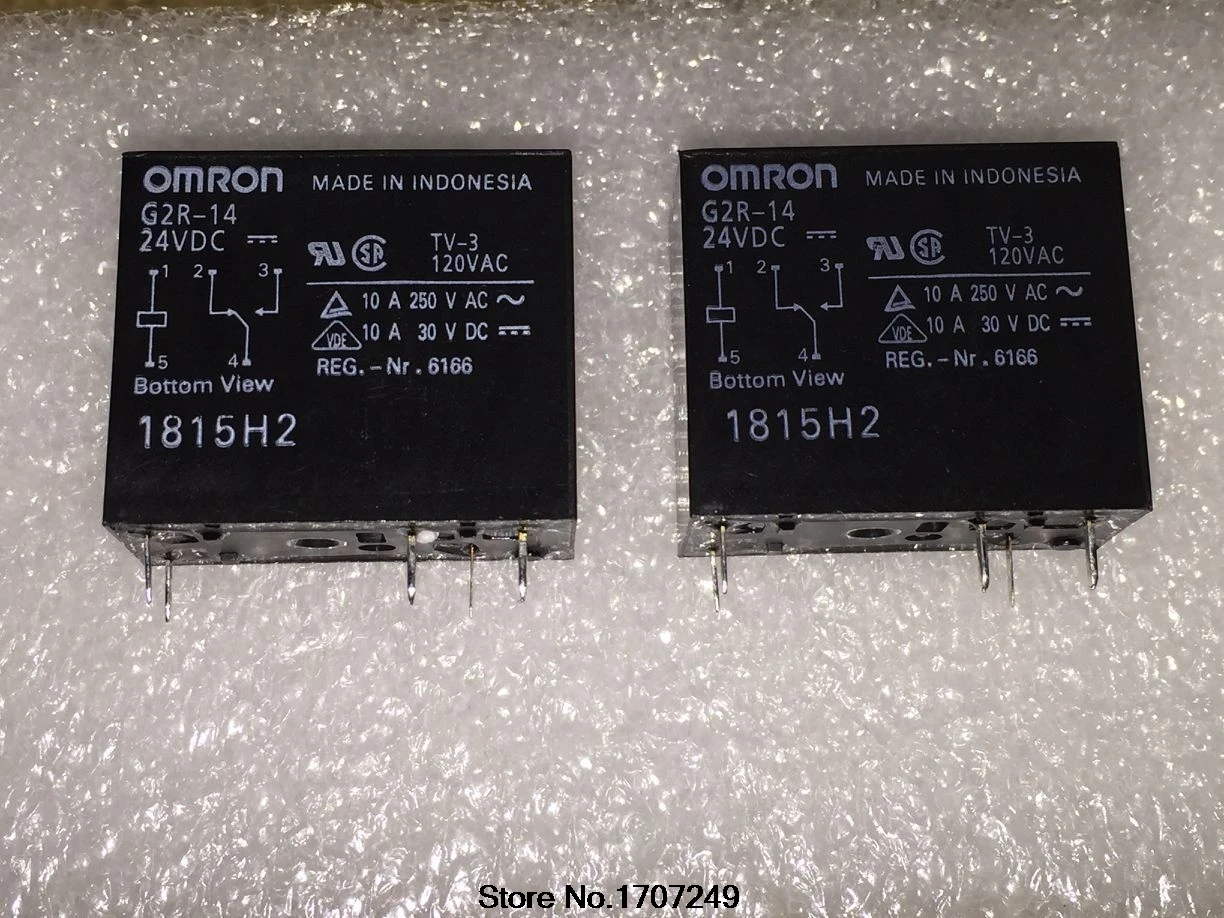 OMRON MADE IN INDONESIA
G2R-14
24VDC
TV-3
120VAC
1 2 3
10 A 250 V AC
VDE 10 A 30 V DC
5 4
REG.-Nr.6166
Bottom View
1815H2
OMRON MADE IN INDONESIA
G2R-14
24VDC
TV-3
120VAC
1 2 3
10 A 250 V AC
VDE 10 A 30 V DC
5 4
REG.-Nr.6166
Bottom View
1815H2
Store No.1707249